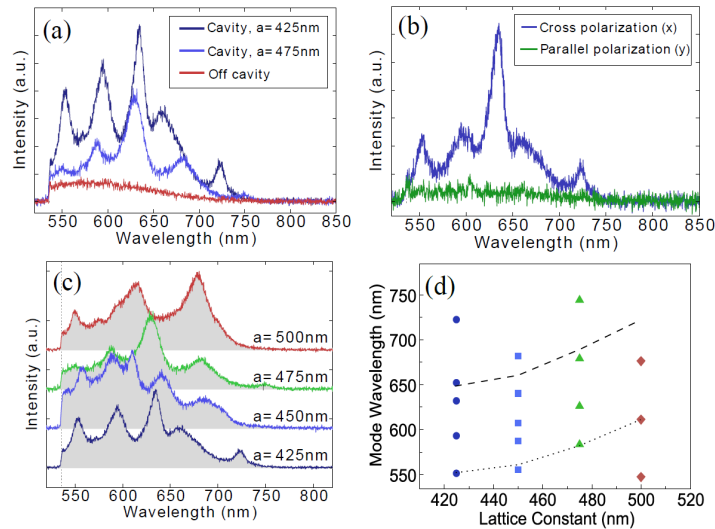 (a)
Cavity, a=425nm
Cavity, a=475nm
Off cavity
Intensity (a.u.)
550 600 650 700 750 800 850
Wavelength (nm)
(b)
Cross polarization (x)
Parallel polarization (y)
Intensity (a.u.)
550 600 650 700 750 800 850
Wavelength (nm)
(c)
a=500nm
a=475nm
a=450nm
a=425nm
Intensity (a.u.)
550 600 650 700 750 800
Wavelength (nm)
(d)
Mode Wavelength (nm)
750
700
650
600
550
420 440 460 480 500
Lattice Constant (nm)